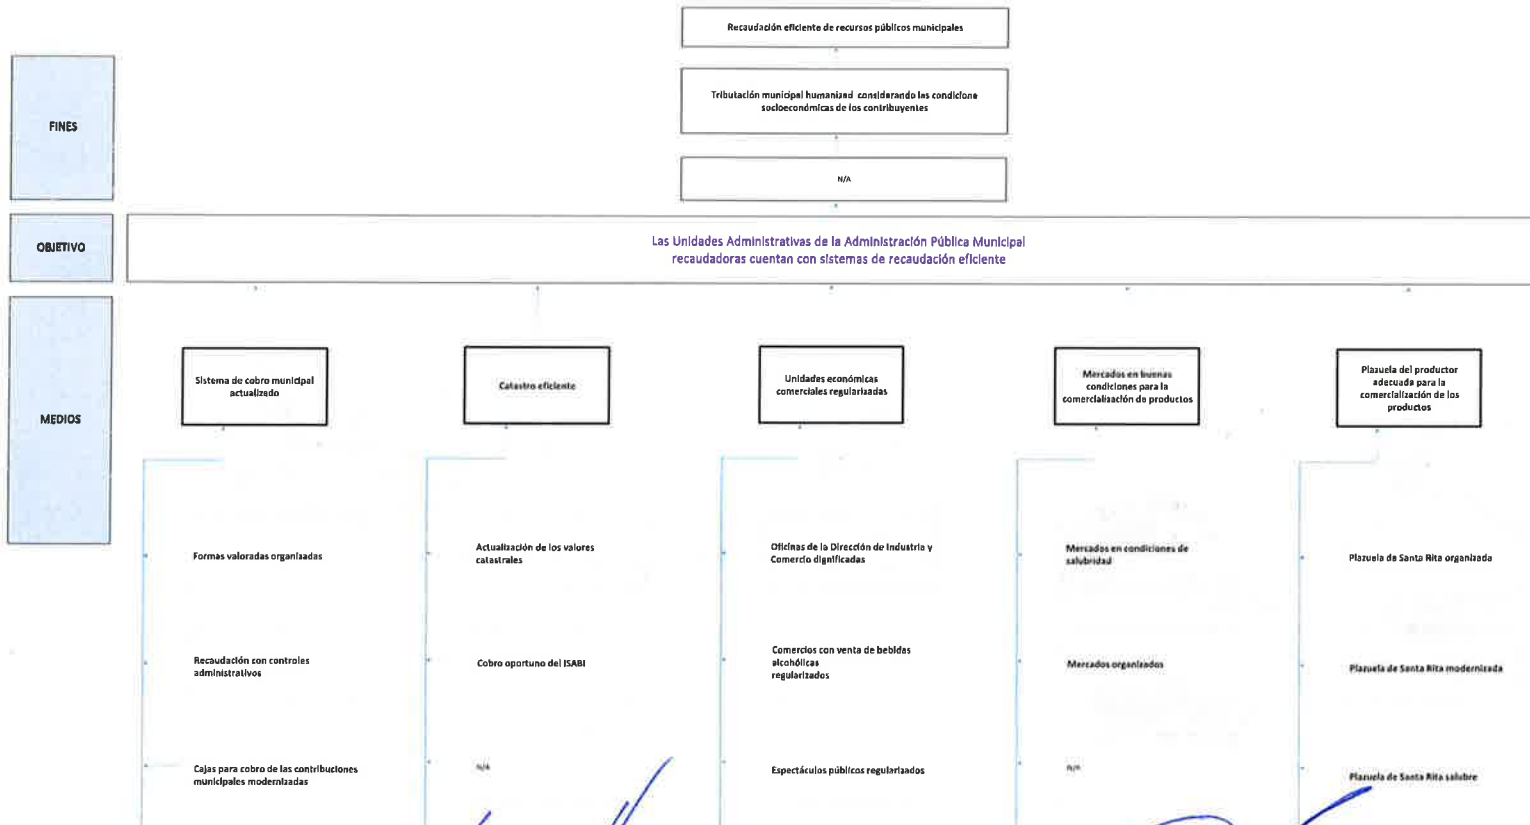 Recaudación eficiente de recursos públicos municipales
FINES
Tributación municipal humanizad considerando las condicione
socioeconómicas de los contribuyentes
N/A
OBJETIVO
Las Unidades Administrativas de la Administración Pública Municipal
recaudadoras cuentan con sistemas de recaudación eficiente
MEDIOS
Sistema de cobro municipal
actualizado
Catastro eficiente
Unidades económicas
comerciales regularizadas
Mercados en buenas
condiciones para la
comercialización de productos
Plazuela del productor
adecuada para la
comercialización de los
productos
Formas valoradas organizadas
Actualización de los valores
catastrales
Oficinas de la Dirección de Industria y
Comercio dignificadas
Mercados en condiciones de
salubridad
Plazuela de Santa Rita organizada
Recaudación con controles
administrativos
Cobro oportuno del ISABI
Comercios con venta de bebidas
alcohólicas
regularizados
Mercados organizados
Plazuela de Santa Rita modernizada
Cajas para cobro de las contribuciones
municipales modernizadas
N/A
Espectáculos públicos regularizados
N/A
Plazuela de Santa Rita salubre